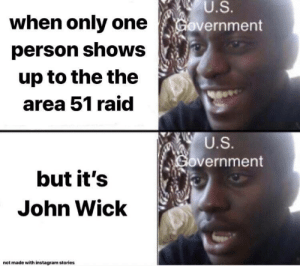 when only one
person shows
up to the the
area 51 raid
U.S.
Government
but it's
John Wick
U.S.
Government
not made with instagram stories